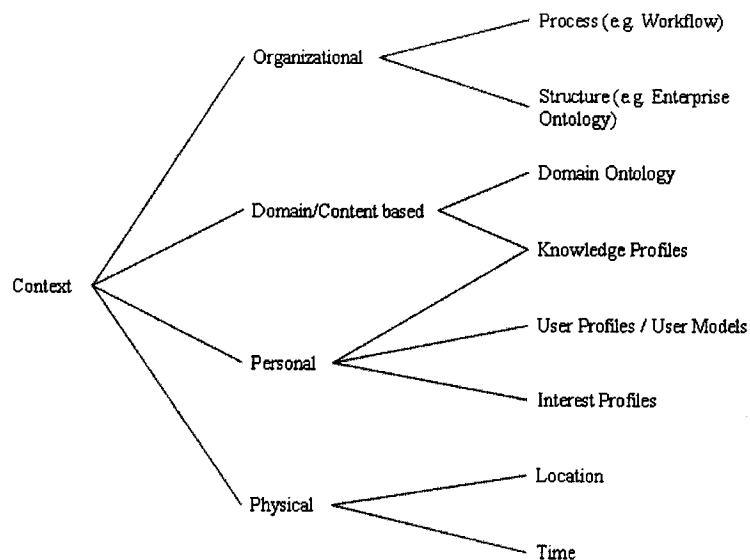 Process (e.g. Workflow)
Organizational
Structure (e.g. Enterprise
Ontology)
Domain Ontology
Domain/Content based
Knowledge Profiles
Context
User Profiles / User Models
Personal
Interest Profiles
Location
Physical
Time